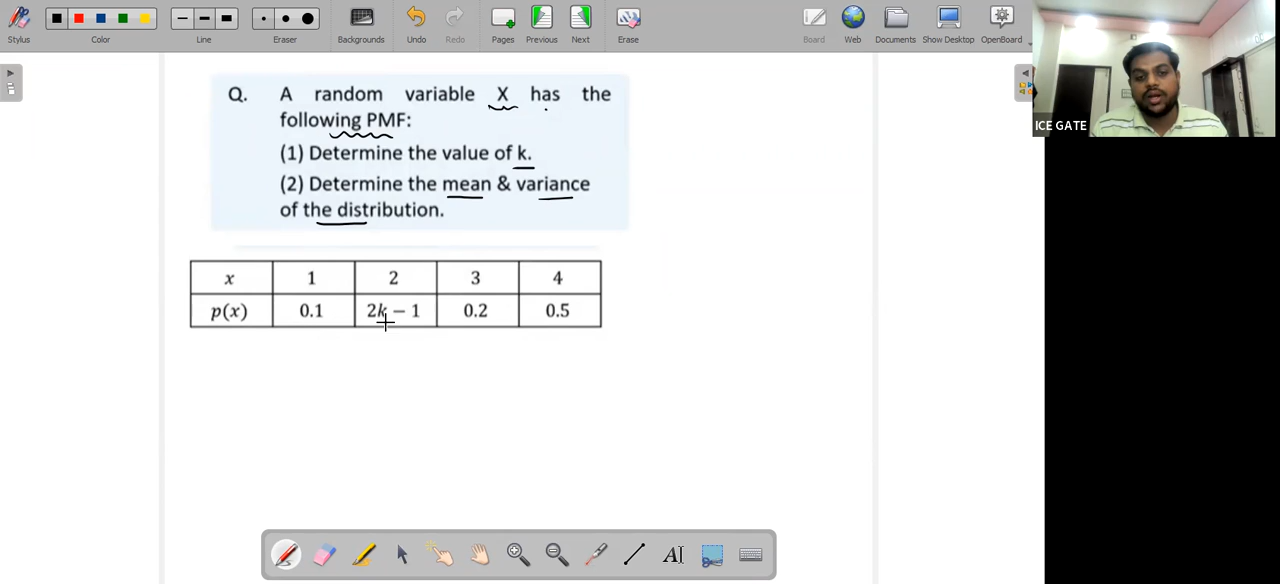 Stylus
Color
Line
Eraser
Backgrounds
Undo
Redo
Pages
Previous
Next
Erase
Board
Web
Documents
Show Desktop
OpenBoard
ICE GATE
Q. A random variable X has the
following PMF:
(1) Determine the value of k.
(2) Determine the mean & variance
of the distribution.
x 1 2 3 4
p(x) 0.1 2k − 1 0.2 0.5
A